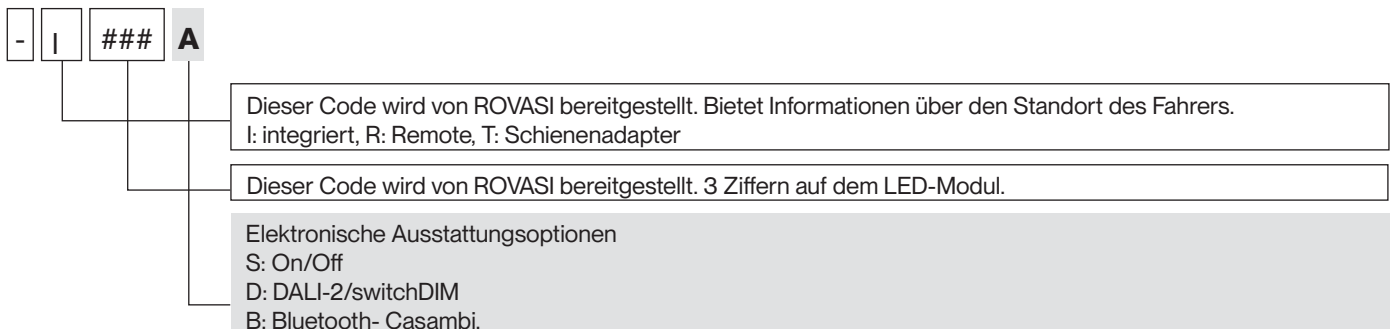 - I ### A
Dieser Code wird von ROVASI bereitgestellt. Bietet Informationen über den Standort des Fahrers.
I: integriert, R: Remote, T: Schienenadapter
Dieser Code wird von ROVASI bereitgestellt. 3 Ziffern auf dem LED-Modul.
Elektronische Ausstattungsoptionen
S: On/Off
D: DALI-2/switchDIM
B: Bluetooth- Casambi.